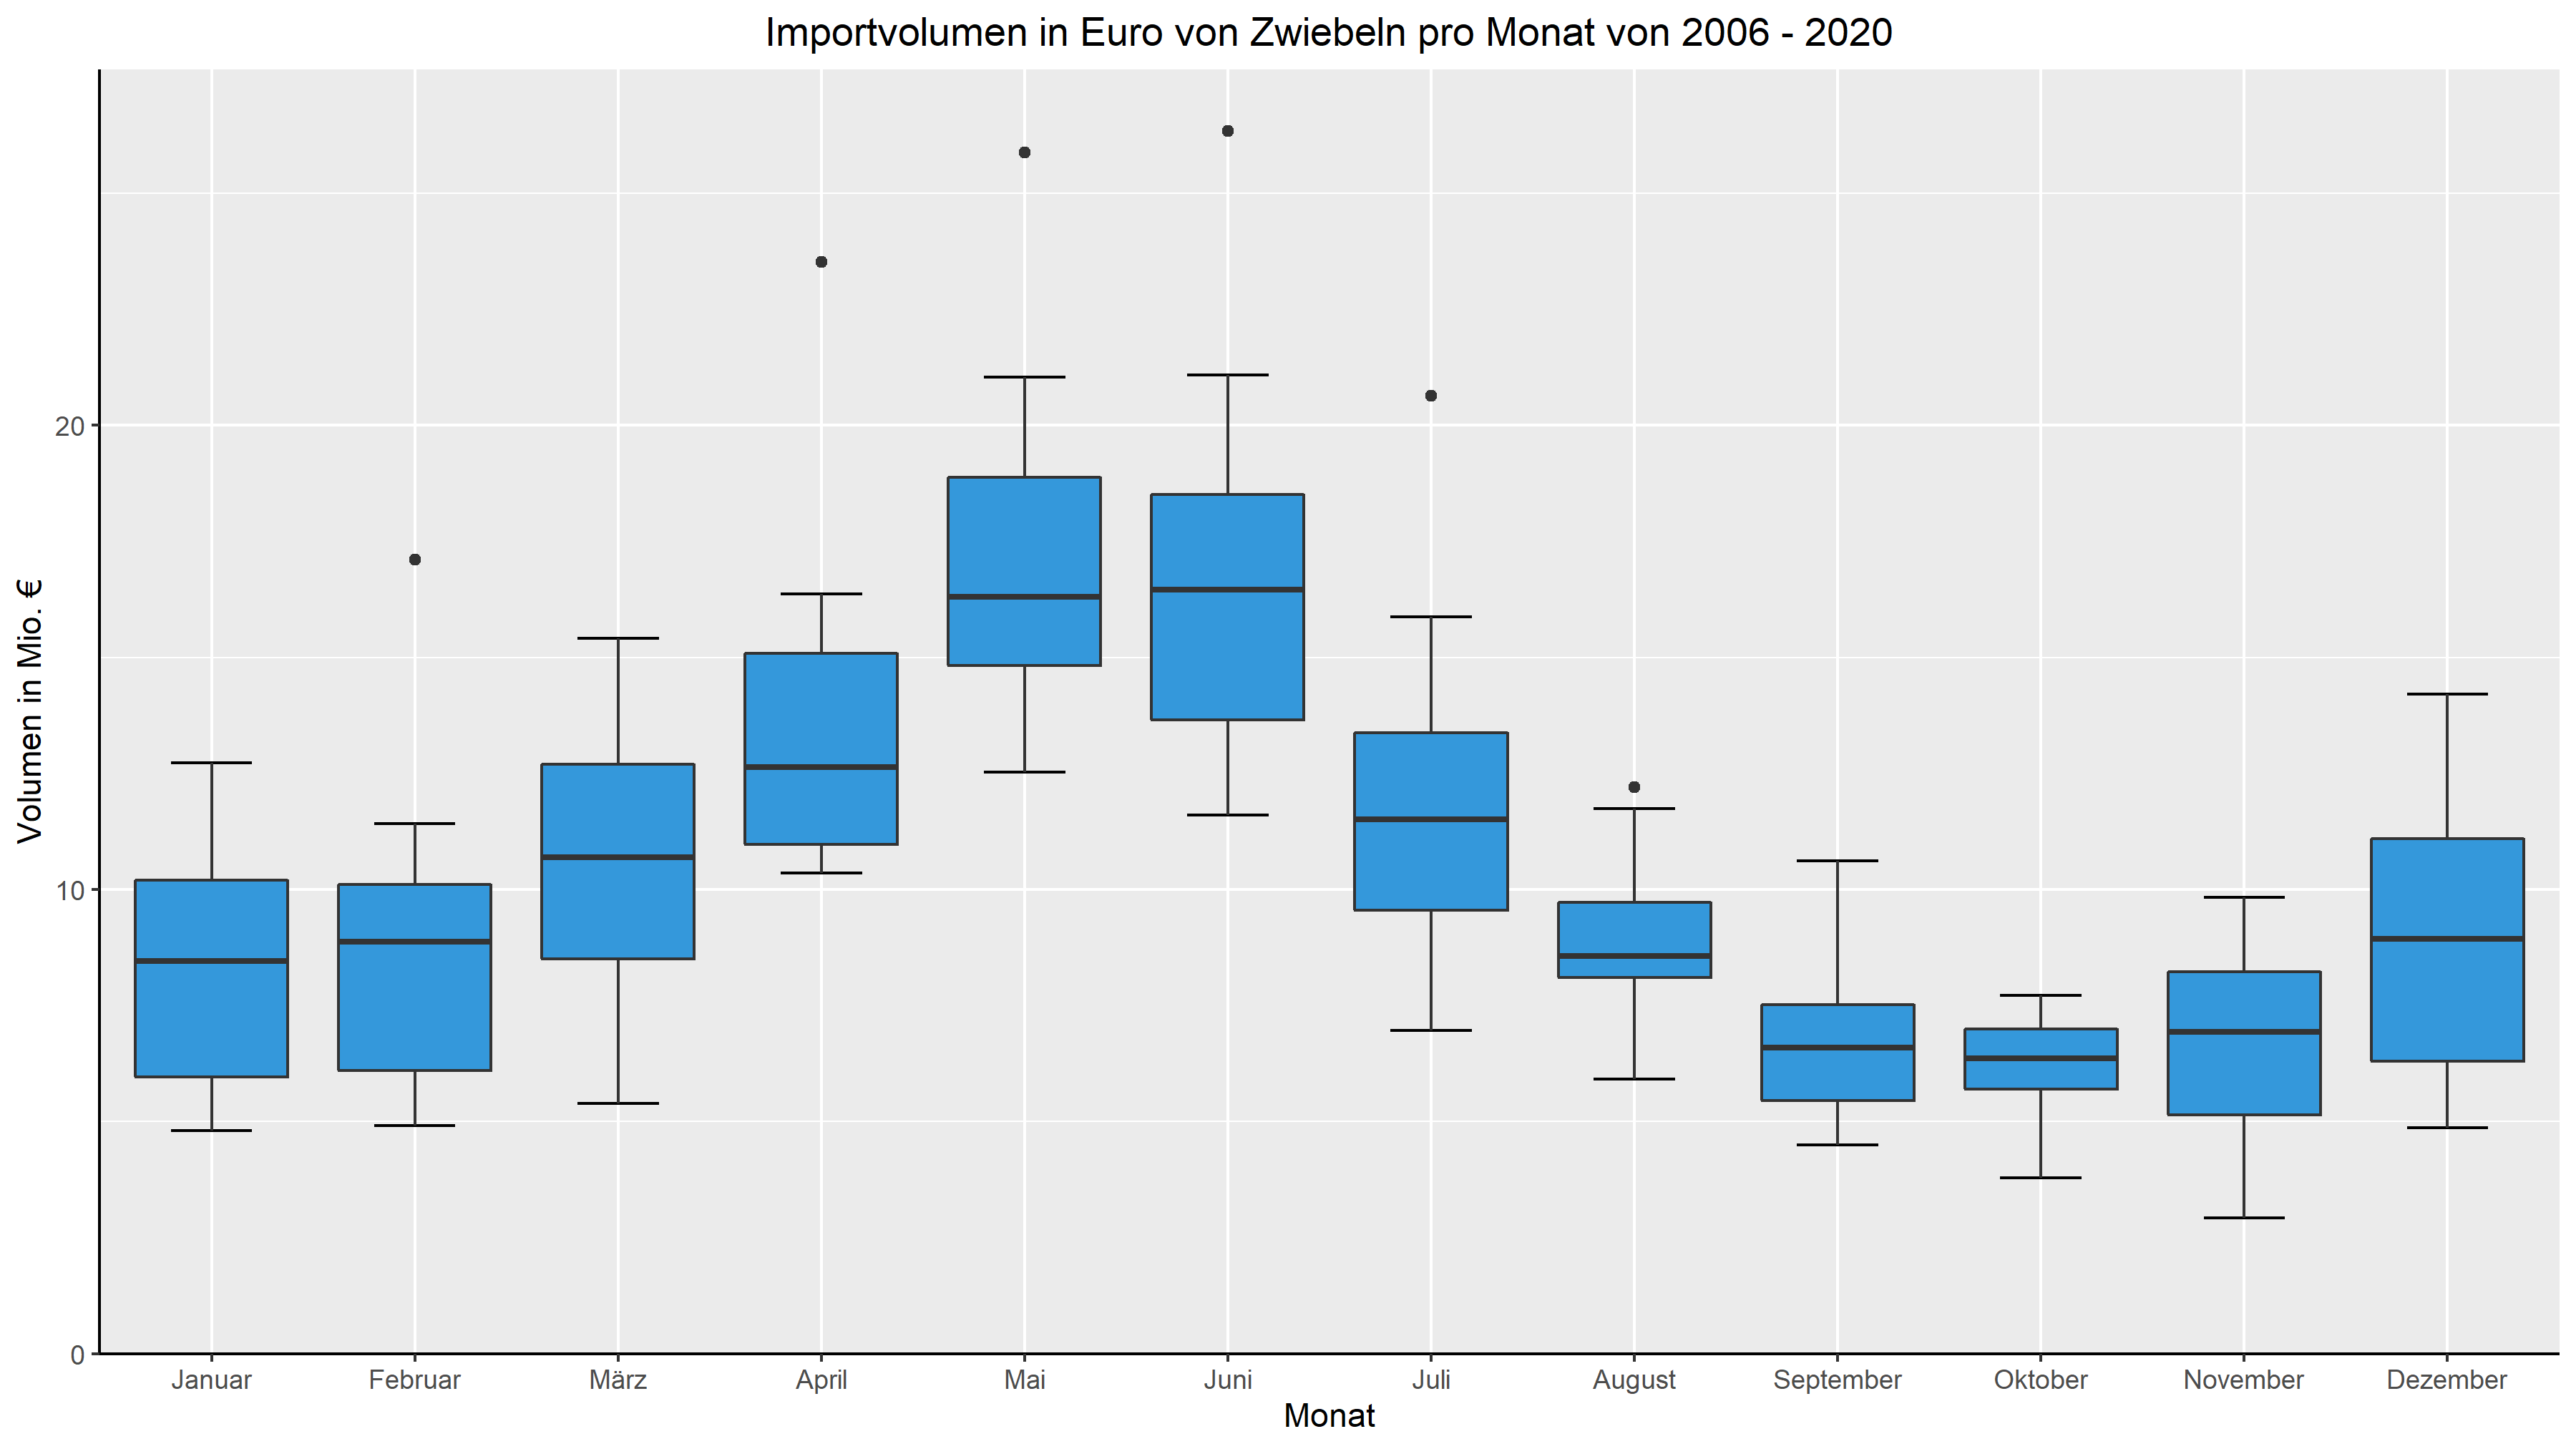 Importvolumen in Euro von Zwiebeln pro Monat von 2006 - 2020
Volumen in Mio. €
20
10
0
Januar Februar März April Mai Juni Juli August September Oktober November Dezember
Monat